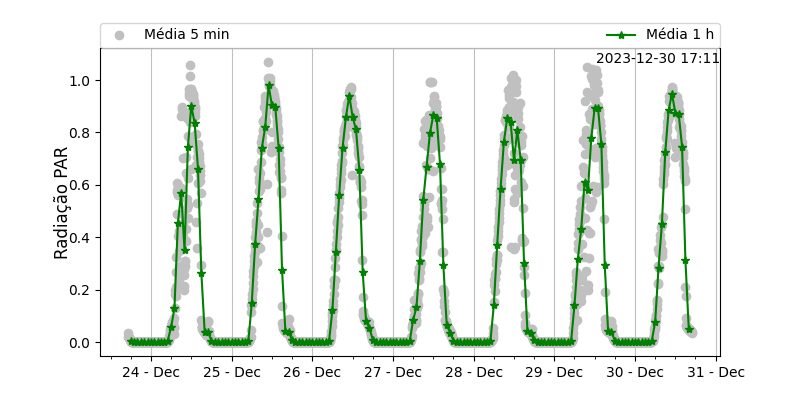 Média 5 min
Média 1 h
2023-12-30 17:11
Radiação PAR
1.0
0.8
0.6
0.4
0.2
0.0
24 - Dec
25 - Dec
26 - Dec
27 - Dec
28 - Dec
29 - Dec
30 - Dec
31 - Dec